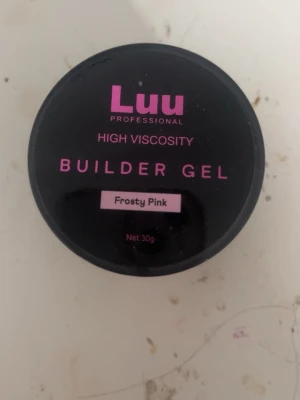 Luu
PROFESSIONAL
HIGH VISCOSITY
BUILDER GEL
Frosty Pink
Net 30g